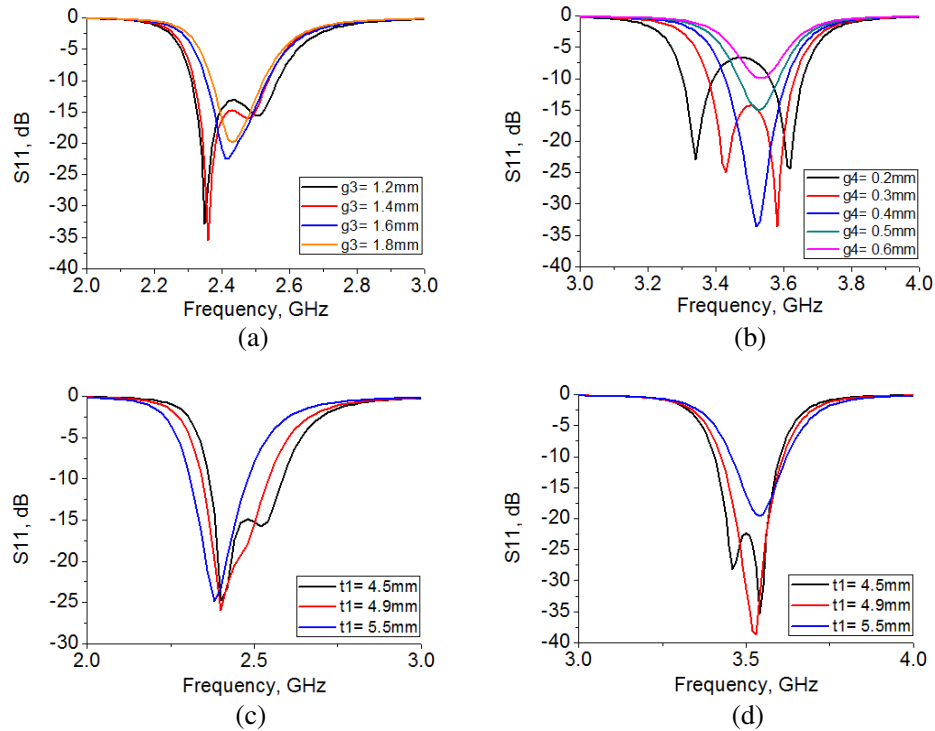 0
-5
-10
-15
-20
-25
-30
-35
-40
S11, dB
g3= 1.2mm
g3= 1.4mm
g3= 1.6mm
g3= 1.8mm
2.0 2.2 2.4 2.6 2.8 3.0
Frequency, GHz
(a)
0
-5
-10
-15
-20
-25
-30
-35
-40
S11, dB
g4= 0.2mm
g4= 0.3mm
g4= 0.4mm
g4= 0.5mm
g4= 0.6mm
3.0 3.2 3.4 3.6 3.8 4.0
Frequency, GHz
(b)
0
-5
-10
-15
-20
-25
-30
S11, dB
t1= 4.5mm
t1= 4.9mm
t1= 5.5mm
2.0 2.5 3.0
Frequency, GHz
(c)
0
-5
-10
-15
-20
-25
-30
-35
-40
S11, dB
t1= 4.5mm
t1= 4.9mm
t1= 5.5mm
3.0 3.5 4.0
Frequency, GHz
(d)